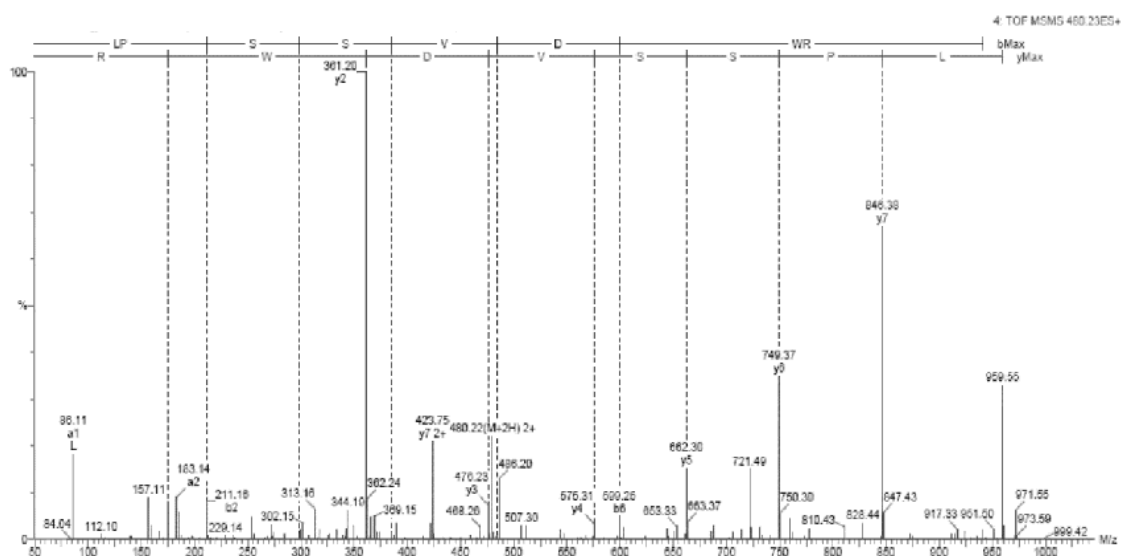 4: TOF MSMS 480.23ES+
LP S S V D WR bMax
R W D V S S P L yMax
100
361.20
y2
846.38
y7
749.37
y6
%
959.55
86.11
a1
L
423.75
y7 2+
480.22(M+2H) 2+
183.14
a2
157.11
211.18
b2
313.16
344.19
362.24
476.23
y3
486.20
662.30
y5
721.49
84.04
112.10
229.14
302.15
369.15
468.26
507.30
575.31
y4
599.26
b6
653.33
663.37
750.30
810.43
828.44
847.43
917.33
951.50
971.55
973.59
999.42
50 100 150 200 250 300 350 400 450 500 550 600 650 700 750 800 850 900 950 1000
M/z